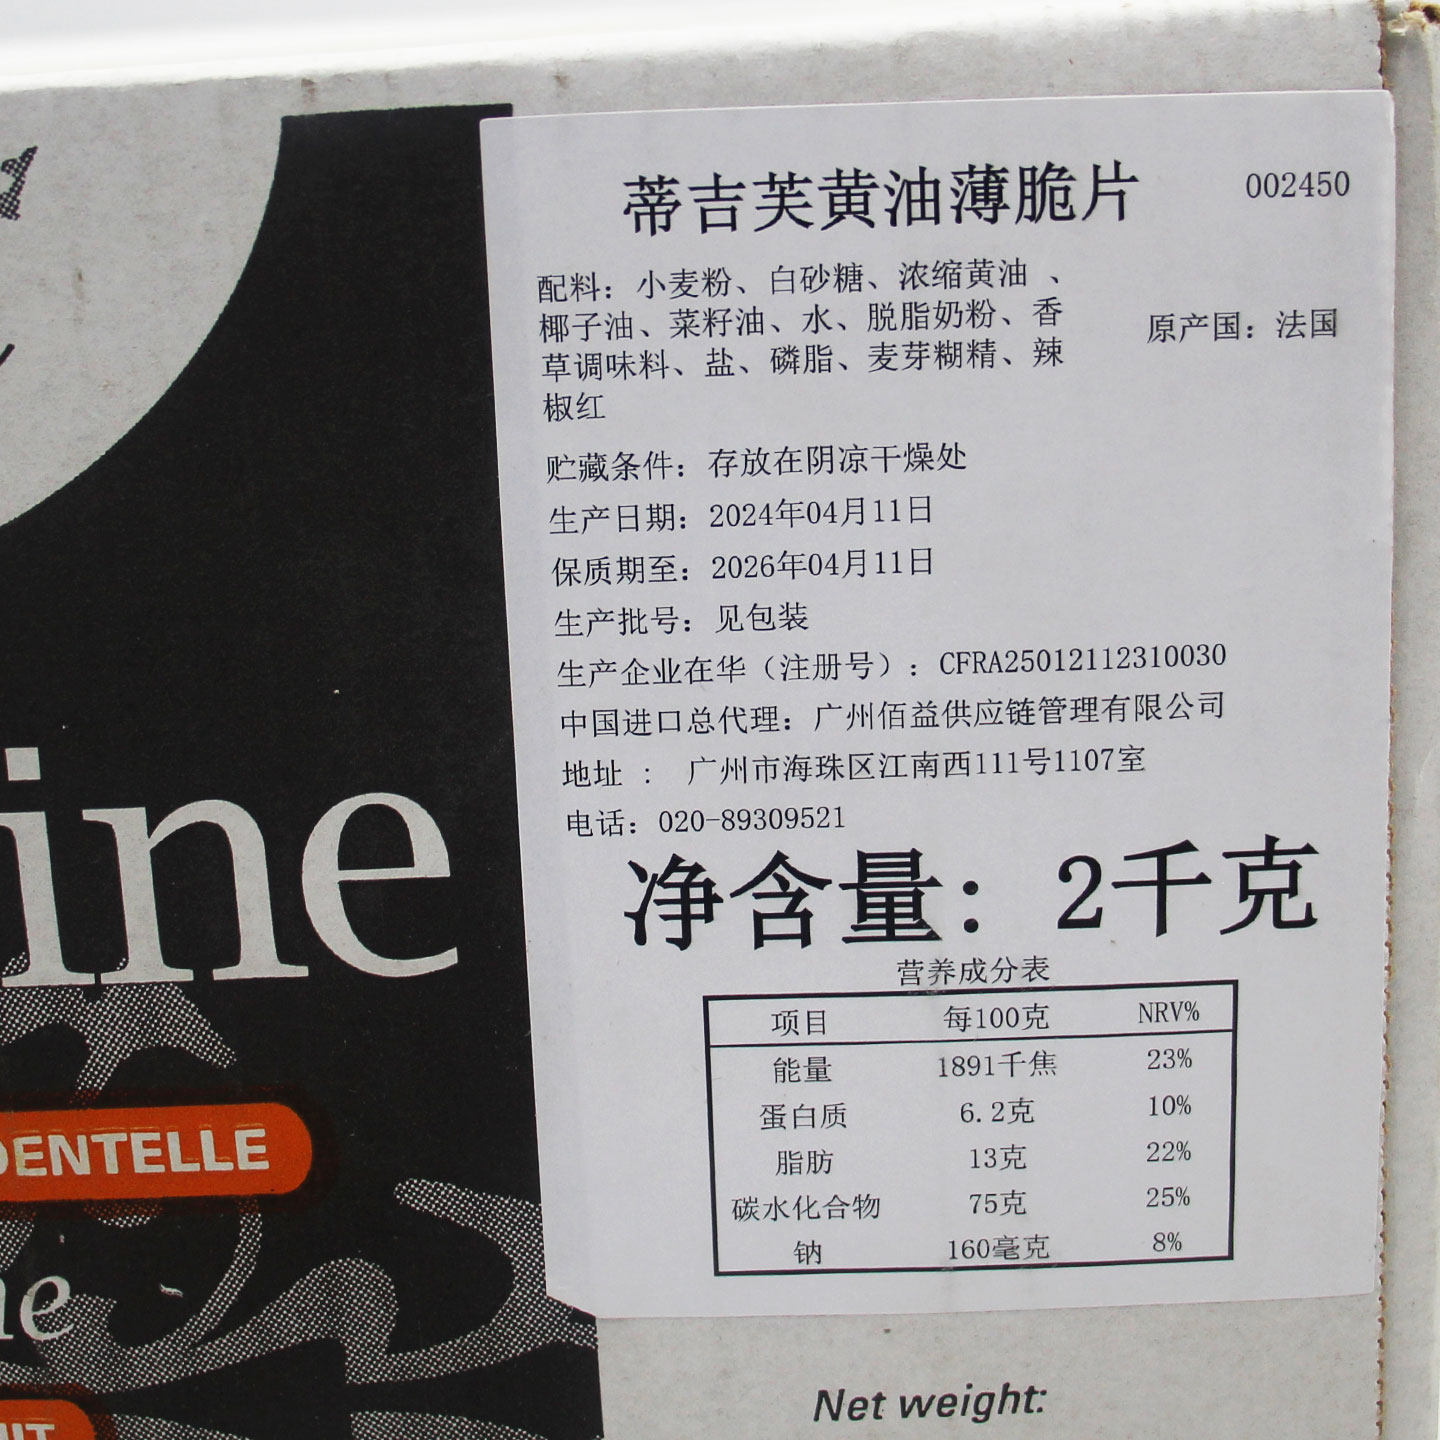 蒂吉芙黄油薄脆片
002450
配料：小麦粉、白砂糖、浓缩黄油 、
椰子油、菜籽油、水、脱脂奶粉、香
草调味料、盐、磷脂、麦芽糊精、辣
椒红
原产国：法国
贮藏条件：存放在阴凉干燥处
生产日期：2024年04月11日
保质期至：2026年04月11日
生产批号：见包装
生产企业在华（注册号）：CFRA25012112310030
中国进口总代理：广州佰益供应链管理有限公司
地址 ： 广州市海珠区江南西111号1107室
电话：020-89309521
净含量：2千克
营养成分表
项目 每100克 NRV%
能量 1891千焦 23%
蛋白质 6.2克 10%
脂肪 13克 22%
碳水化合物 75克 25%
钠 160毫克 8%
ine
DENTELLE
ne
UIT
Net weight: